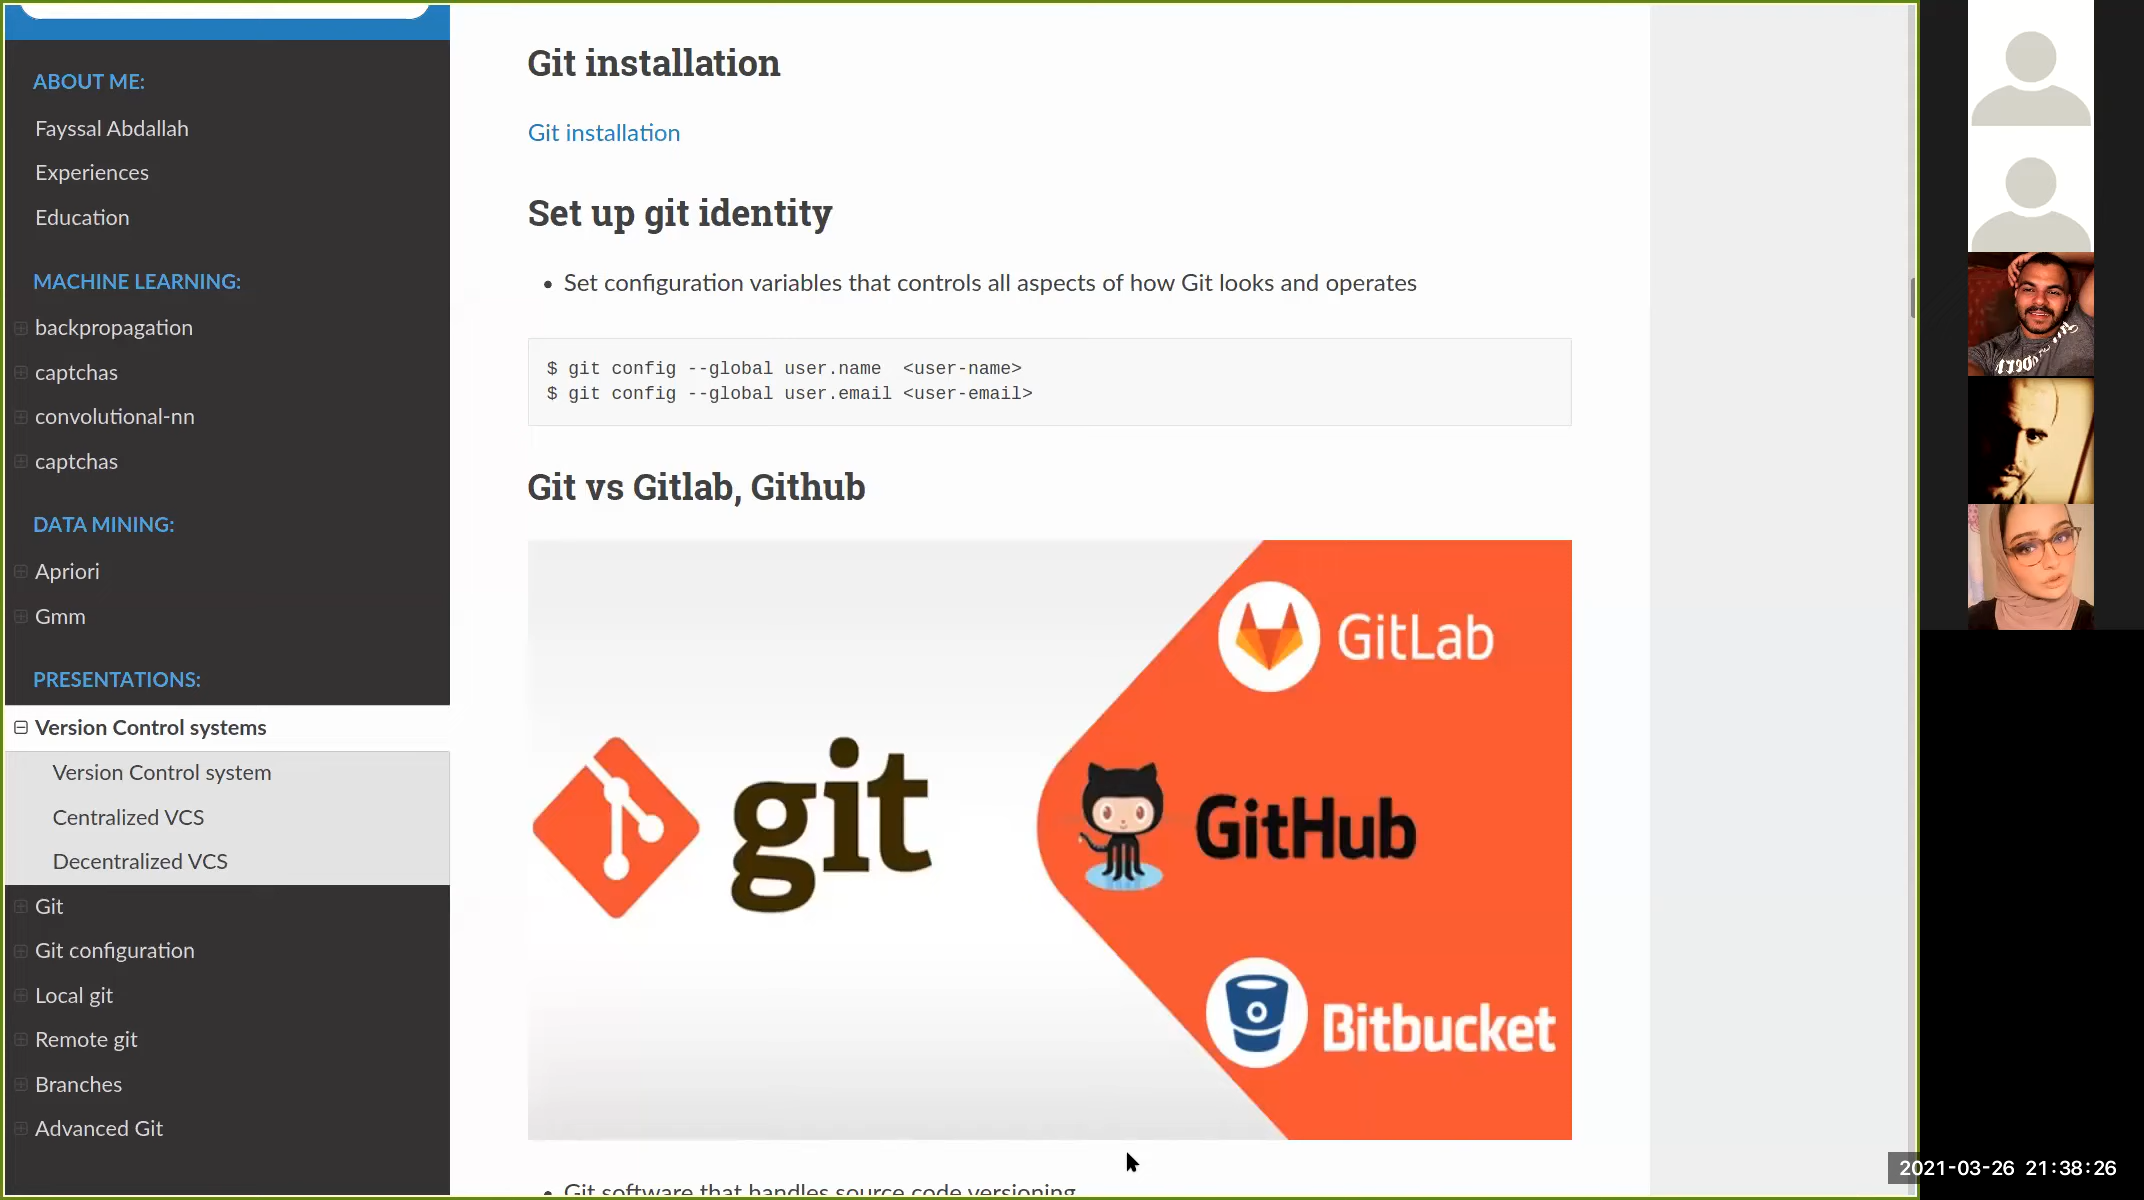 ABOUT ME:
Fayssal Abdallah
Experiences
Education
MACHINE LEARNING:
backpropagation
captchas
convolutional-nn
captchas
DATA MINING:
Apriori
Gmm
PRESENTATIONS:
Version Control systems
Version Control system
Centralized VCS
Decentralized VCS
Git
Git configuration
Local git
Remote git
Branches
Advanced Git
Git installation
Git installation
Set up git identity
• Set configuration variables that controls all aspects of how Git looks and operates
$ git config --global user.name  <user-name>
$ git config --global user.email <user-email>
Git vs Gitlab, Github
git
GitLab
GitHub
Bitbucket
• Git software that handles source code versioning
2021-03-26 21:38:26